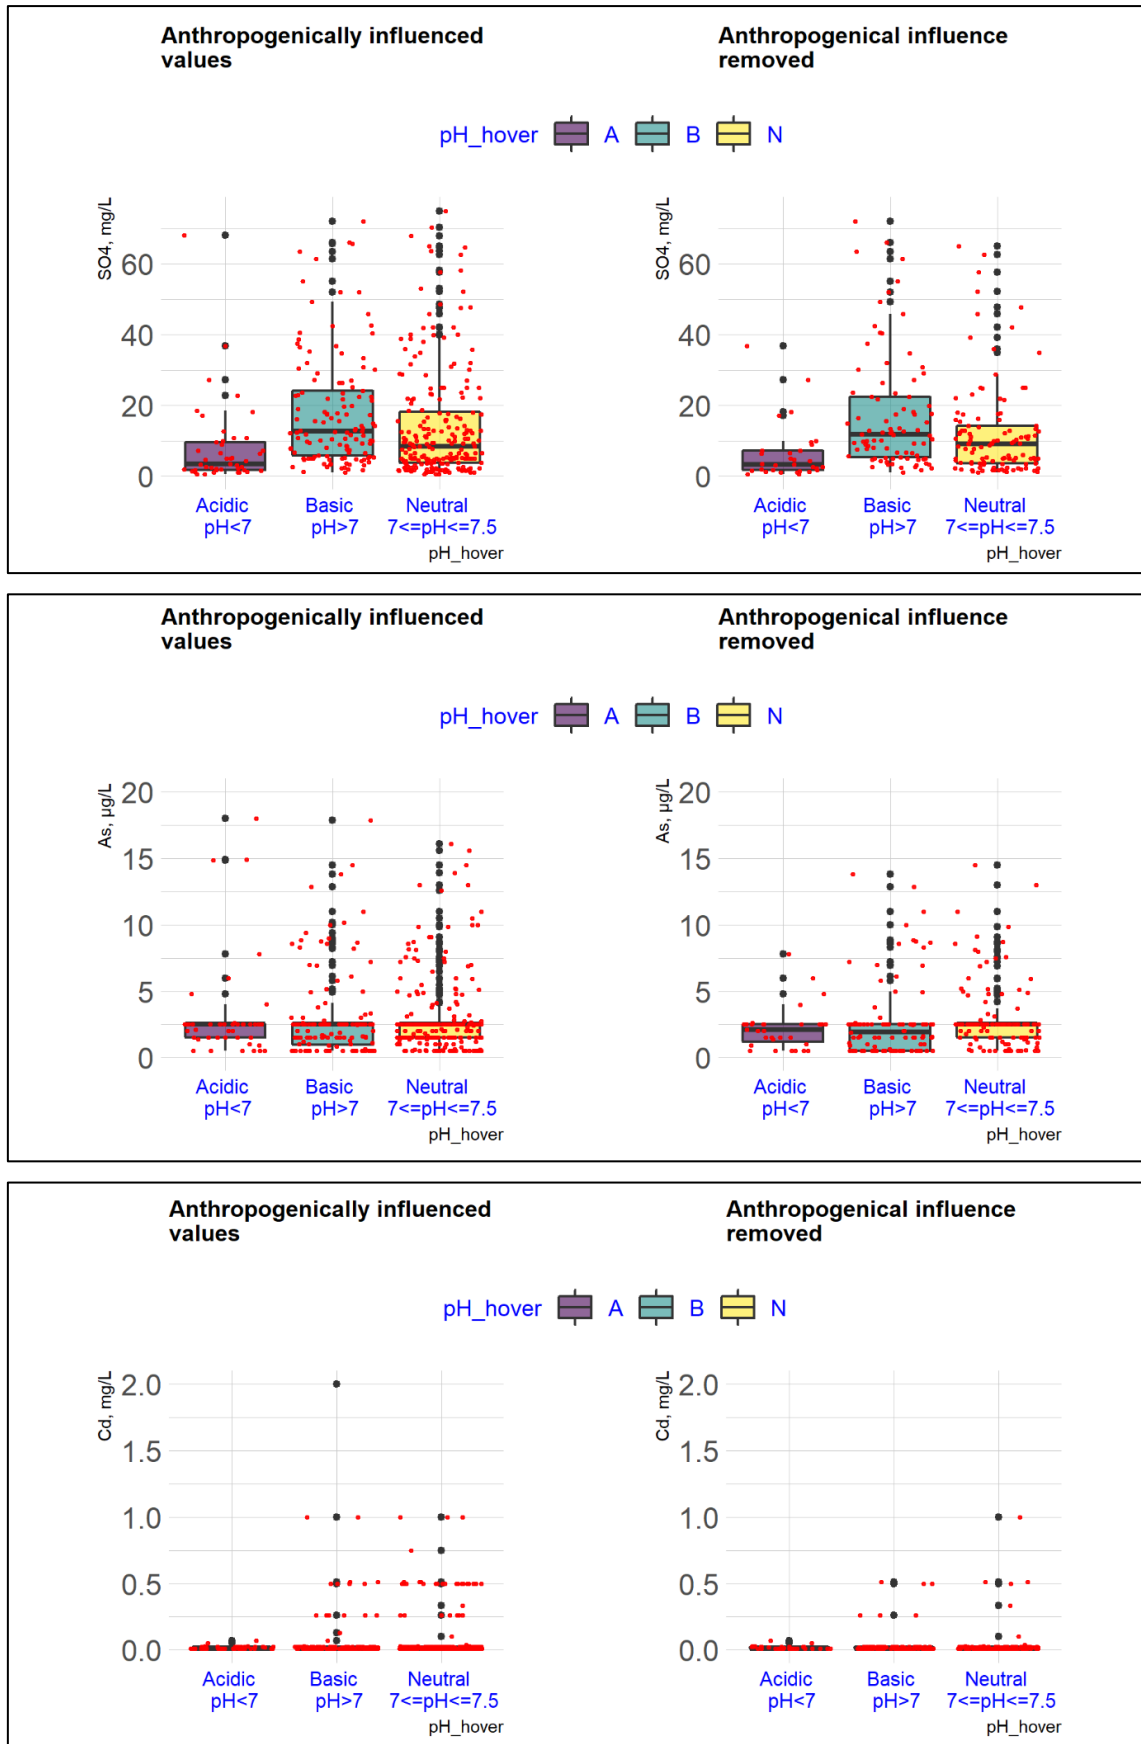 Anthropogenically influenced
values
Anthropogenical influence
removed
pH_hover A B N
SO4, mg/L
60
40
20
0
Acidic
pH<7
Basic
pH>7
Neutral
7<=pH<=7.5
pH_hover
SO4, mg/L
60
40
20
0
Acidic
pH<7
Basic
pH>7
Neutral
7<=pH<=7.5
pH_hover
Anthropogenically influenced
values
Anthropogenical influence
removed
pH_hover A B N
As, µg/L
20
15
10
5
0
Acidic
pH<7
Basic
pH>7
Neutral
7<=pH<=7.5
pH_hover
As, µg/L
20
15
10
5
0
Acidic
pH<7
Basic
pH>7
Neutral
7<=pH<=7.5
pH_hover
Anthropogenically influenced
values
Anthropogenical influence
removed
pH_hover A B N
Cd, mg/L
2.0
1.5
1.0
0.5
0.0
Acidic
pH<7
Basic
pH>7
Neutral
7<=pH<=7.5
pH_hover
Cd, mg/L
2.0
1.5
1.0
0.5
0.0
Acidic
pH<7
Basic
pH>7
Neutral
7<=pH<=7.5
pH_hover